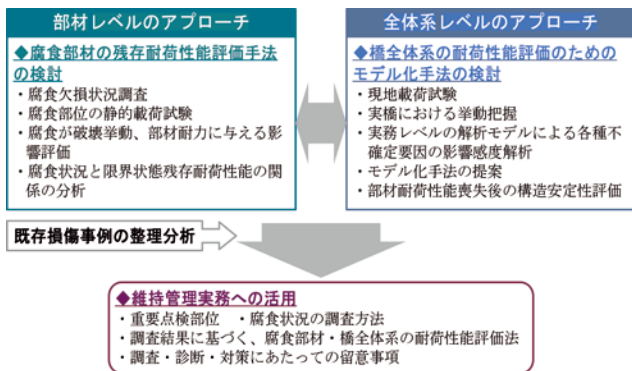 部材レベルのアプローチ
◆腐食部材の残存耐荷性能評価手法
の検討
・腐食欠損状況調査
・腐食部位の静的載荷試験
・腐食が破壊挙動、部材耐力に与える影
響評価
・腐食状況と限界状態残存耐荷性能の関
係の分析
全体系レベルのアプローチ
◆橋全体系の耐荷性能評価のための
モデル化手法の検討
・現地載荷試験
・実橋における挙動把握
・実務レベルの解析モデルによる各種不
確定要因の影響感度解析
・モデル化手法の提案
・部材耐荷性能喪失後の構造安定性評価
既存損傷事例の整理分析
◆維持管理実務への活用
・重要点検部位 ・腐食状況の調査方法
・調査結果に基づく、腐食部材・橋全体系の耐荷性能評価法
・調査・診断・対策にあたっての留意事項